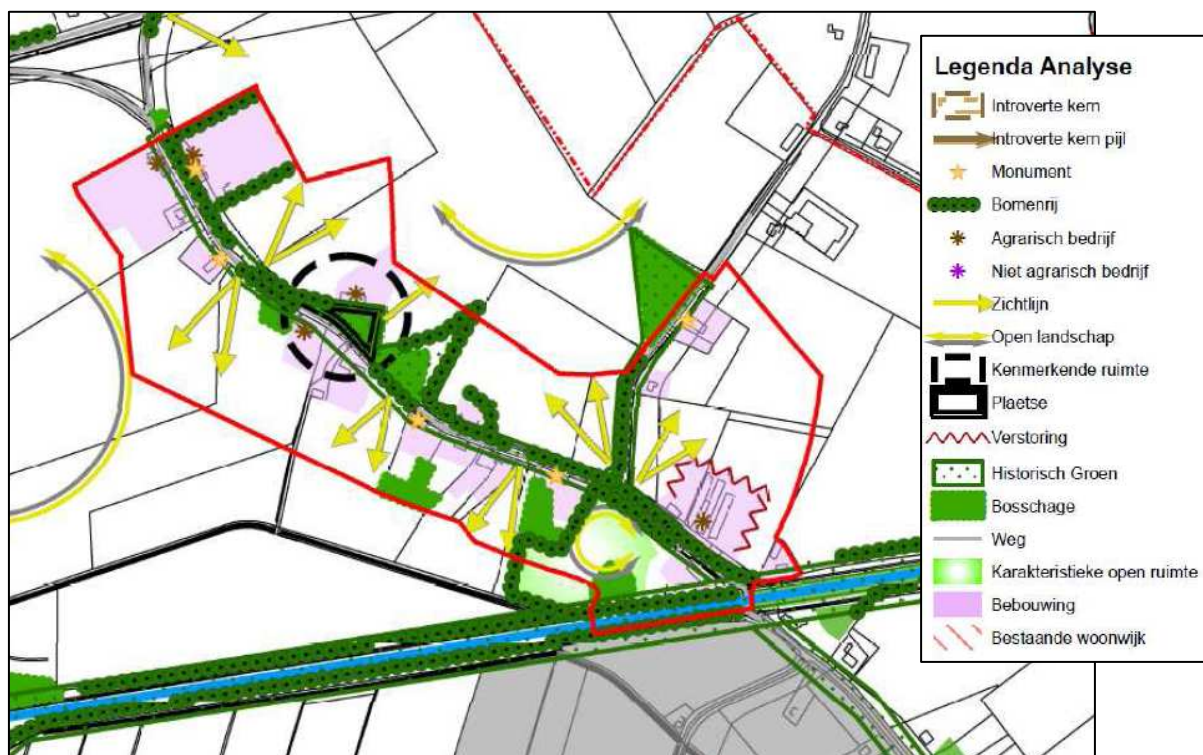 Legenda Analyse
Introverte kern
Introverte kern pijl
Monument
Bomenrij
Agrarisch bedrijf
Niet agrarisch bedrijf
Zichtlijn
Open landschap
Kenmerkende ruimte
Plaetse
Verstoring
Historisch Groen
Bosschage
Weg
Karakteristieke open ruimte
Bebouwing
Bestaande woonwijk